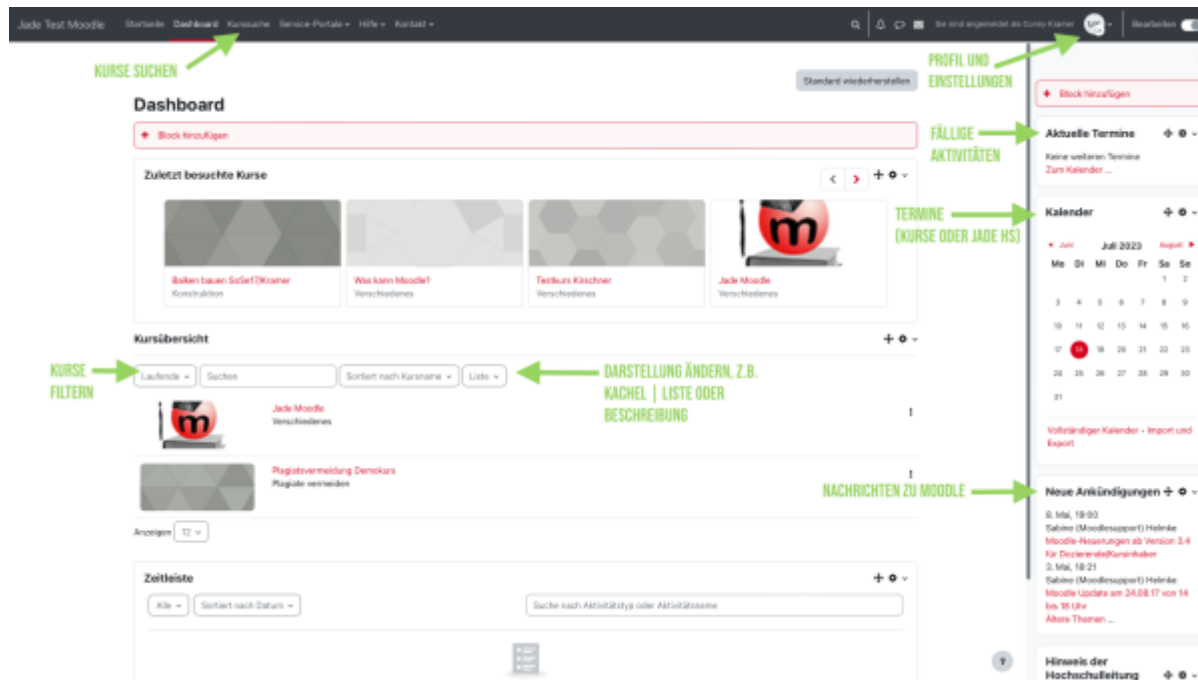 Jade Test Moodle Startseite Dashboard Kurssuche Service-Portale Hilfe Kontakt Sie sind angemeldet als Conny Kramer Bearbeiten
KURSE SUCHEN
PROFIL UND
EINSTELLUNGEN
Standard wiederherstellen
Dashboard
+ Block hinzufügen
+ Block hinzufügen
Zuletzt besuchte Kurse
Balken bauen SoSe17|Kramer
Konstruktion
Was kann Moodle?
Verschiedenes
Testkurs Kirschner
Verschiedenes
m
Jade Moodle
Verschiedenes
FÄLLIGE
AKTIVITÄTEN
Aktuelle Termine
Keine weiteren Termine
Zum Kalender ...
TERMINE
(KURSE ODER JADE HS)
Kalender
Juni Juli 2023 August
Mo Di Mi Do Fr Sa So
1 2
3 4 5 6 7 8 9
10 11 12 13 14 15 16
17 18 19 20 21 22 23
24 25 26 27 28 29 30
31
Vollständiger Kalender • Import und
Export
Kursübersicht
KURSE
FILTERN
Laufende Suchen Sortiert nach Kursname Liste
DARSTELLUNG ÄNDERN, Z.B.
KACHEL | LISTE ODER
BESCHREIBUNG
m
Jade Moodle
Verschiedenes
Plagiatsvermeidung Demokurs
Plagiate vermeiden
Anzeigen 12
NACHRICHTEN ZU MOODLE
Neue Ankündigungen
8. Mai, 19:00
Sabine (Moodlesupport) Helmke
Moodle-Neuerungen ab Version 3.4
für Dozierende|Kursinhaber
3. Mai, 18:21
Sabine (Moodlesupport) Helmke
Moodle Update am 24.08.17 von 14
bis 18 Uhr
Ältere Themen ...
Zeitleiste
Alle Sortiert nach Datum Suche nach Aktivitätstyp oder Aktivitätsname
?
Hinweis der
Hochschulleitung